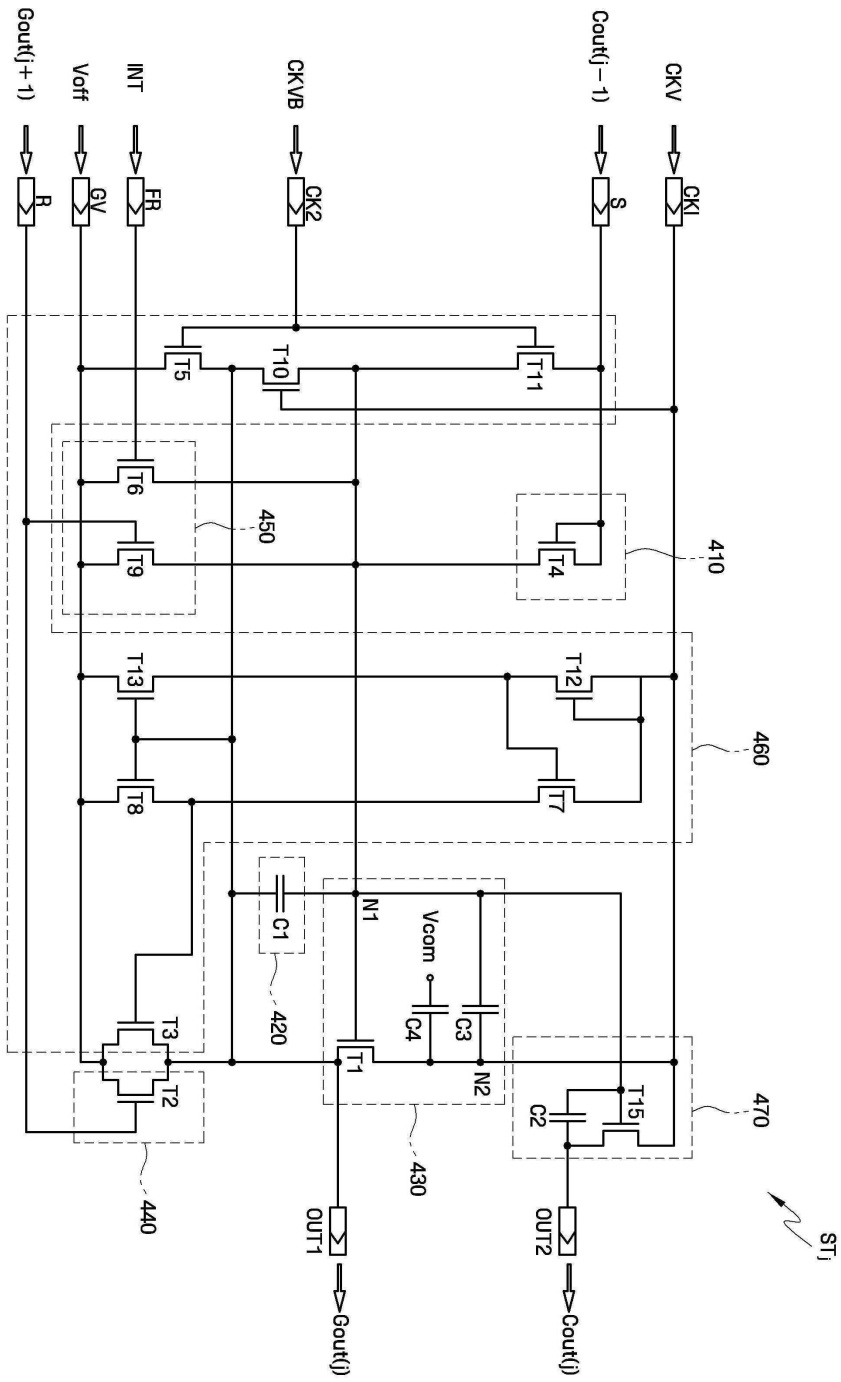 STj
CKV
CK1
Cout(j−1)
S
CKVB
CK2
INT
FR
Voff
GV
Gout(j+1)
R
470
T15
C2
OUT2
Cout(j)
460
T12
T7
410
T4
T11
T10
T5
450
T6
T9
T13
T8
N1
N2
Vcom
C3
C4
T1
430
C1
420
OUT1
Gout(j)
T3
T2
440